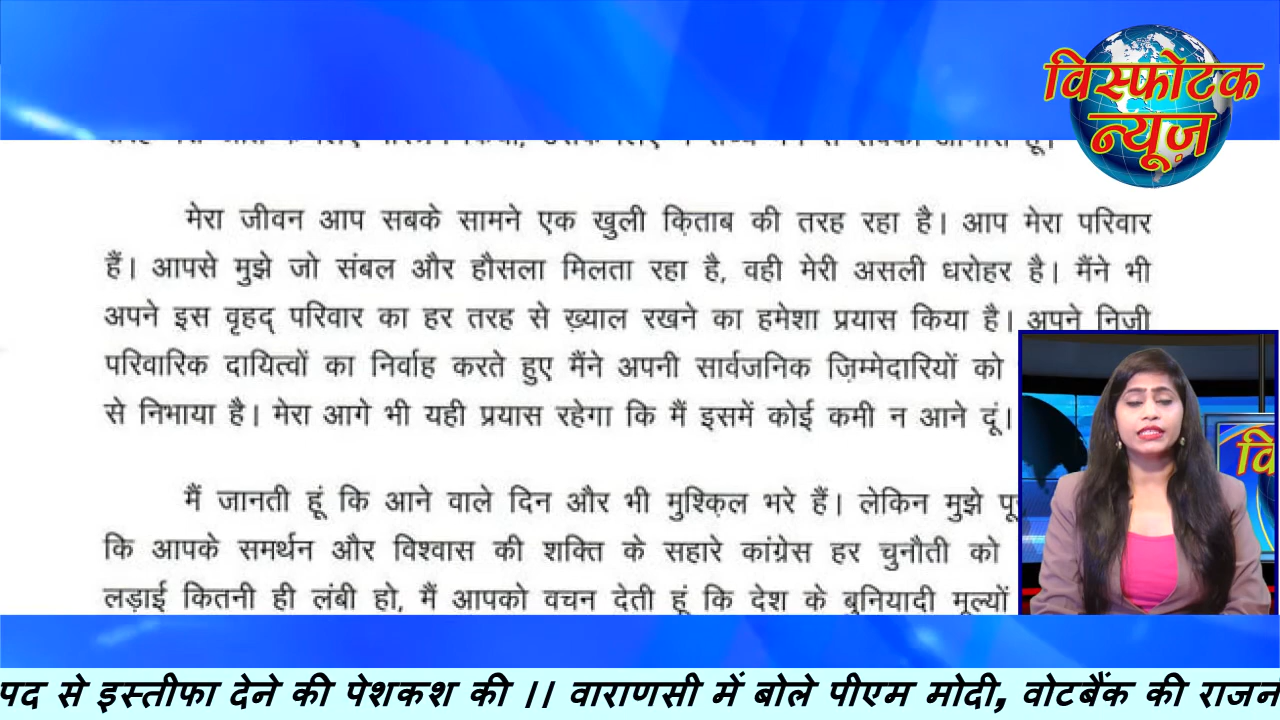 विस्फोटक
न्यूज़
मेरा जीवन आप सबके सामने एक खुली क़िताब की तरह रहा है। आप मेरा परिवार
हैं। आपसे मुझे जो संबल और हौसला मिलता रहा है, वही मेरी असली धरोहर है। मैंने भी
अपने इस वृहद् परिवार का हर तरह से ख़्याल रखने का हमेशा प्रयास किया है। अपने निजी
परिवारिक दायित्वों का निर्वाह करते हुए मैंने अपनी सार्वजनिक ज़िम्मेदारियों को
से निभाया है। मेरा आगे भी यही प्रयास रहेगा कि मैं इसमें कोई कमी न आने दूं।
मैं जानती हूं कि आने वाले दिन और भी मुश्क़िल भरे हैं। लेकिन मुझे
कि आपके समर्थन और विश्वास की शक्ति के सहारे कांग्रेस हर चुनौती को
लड़ाई कितनी ही लंबी हो, मैं आपको वचन देती हूं कि देश के बुनियादी मूल्यों
वि
पद से इस्तीफा देने की पेशकश की ।। वाराणसी में बोले पीएम मोदी, वोटबैंक की